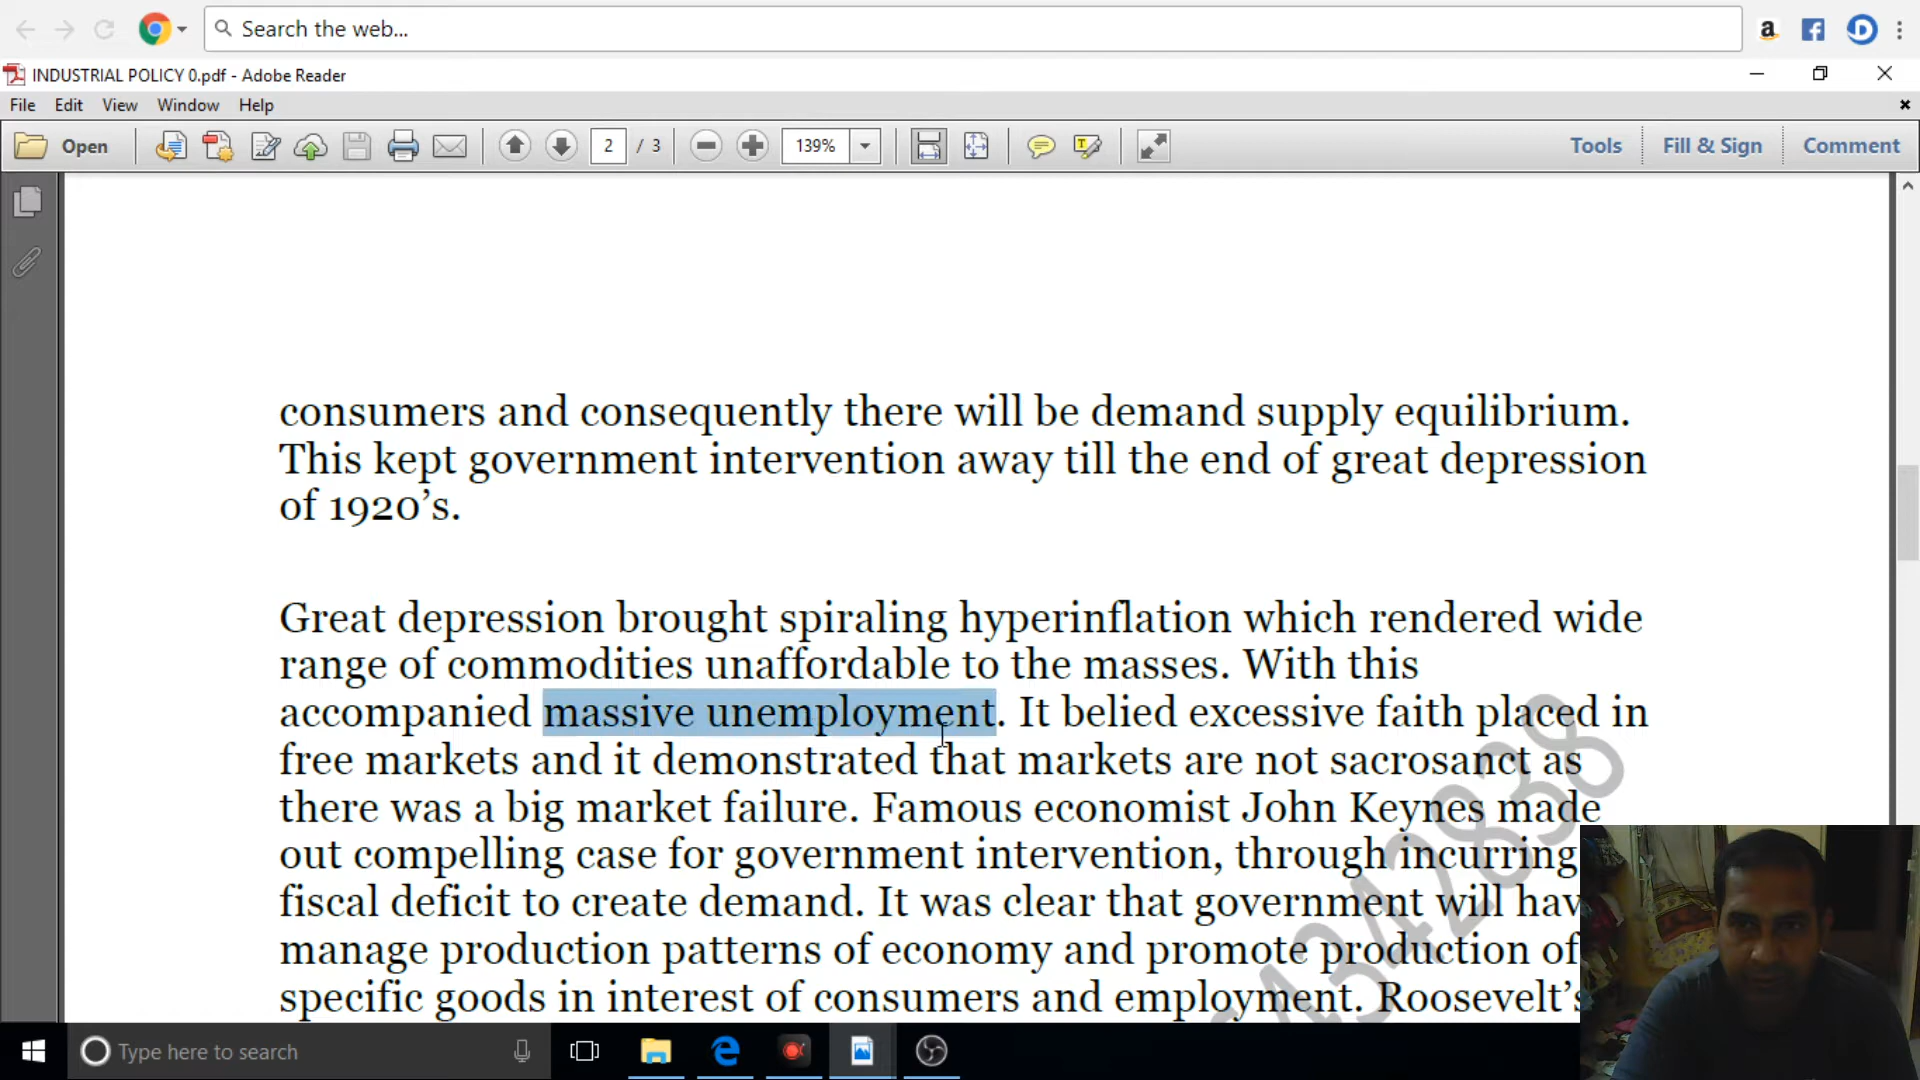 Search the web...
INDUSTRIAL POLICY 0.pdf - Adobe Reader
File Edit View Window Help
Open 2 / 3 139% Tools Fill & Sign Comment
consumers and consequently there will be demand supply equilibrium.
This kept government intervention away till the end of great depression
of 1920’s.
Great depression brought spiraling hyperinflation which rendered wide
range of commodities unaffordable to the masses. With this
accompanied massive unemployment. It belied excessive faith placed in
free markets and it demonstrated that markets are not sacrosanct as
there was a big market failure. Famous economist John Keynes made
out compelling case for government intervention, through incurring
fiscal deficit to create demand. It was clear that government will hav
manage production patterns of economy and promote production of
specific goods in interest of consumers and employment. Roosevelt’s
4342838
Type here to search